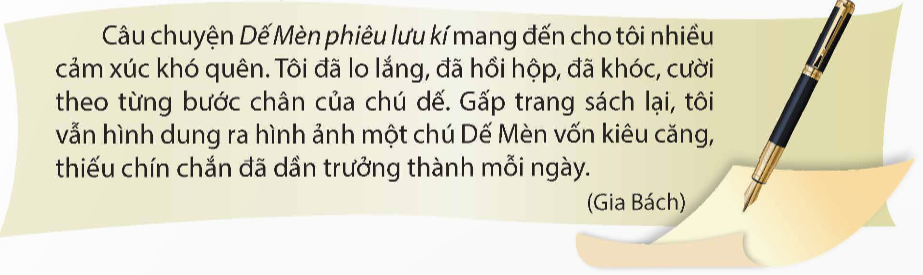 Câu chuyện Dế Mèn phiêu lưu kí mang đến cho tôi nhiều
cảm xúc khó quên. Tôi đã lo lắng, đã hồi hộp, đã khóc, cười
theo từng bước chân của chú dế. Gấp trang sách lại, tôi
vẫn hình dung ra hình ảnh một chú Dế Mèn vốn kiêu căng,
thiếu chín chắn đã dần trưởng thành mỗi ngày.
(Gia Bách)